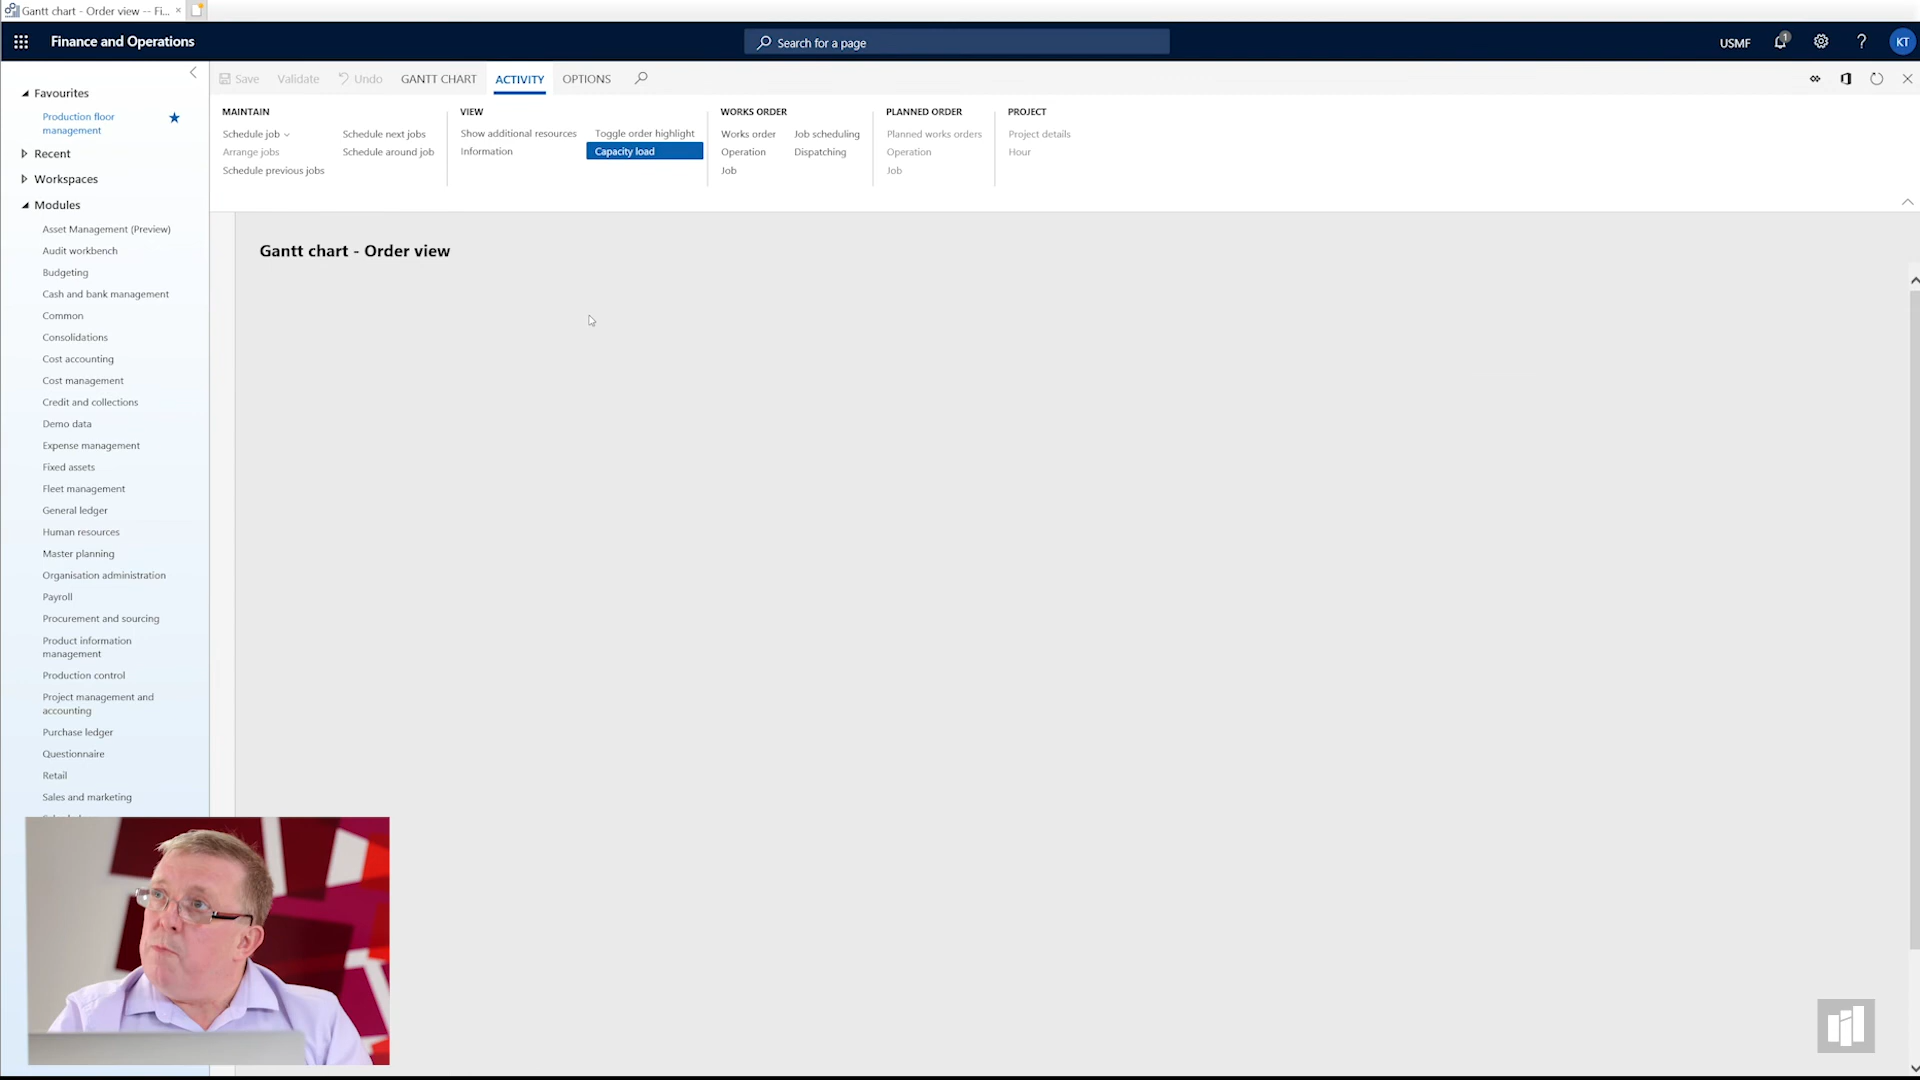 Gantt chart - Order view -- Fi...
Finance and Operations
Search for a page
USMF
1
?
KT
Save
Validate
Undo
GANTT CHART
ACTIVITY
OPTIONS
Favourites
Production floor
management
Recent
Workspaces
Modules
Asset Management (Preview)
Audit workbench
Budgeting
Cash and bank management
Common
Consolidations
Cost accounting
Cost management
Credit and collections
Demo data
Expense management
Fixed assets
Fleet management
General ledger
Human resources
Master planning
Organisation administration
Payroll
Procurement and sourcing
Product information
management
Production control
Project management and
accounting
Purchase ledger
Questionnaire
Retail
Sales and marketing
MAINTAIN
Schedule job
Arrange jobs
Schedule previous jobs
Schedule next jobs
Schedule around job
VIEW
Show additional resources
Information
Toggle order highlight
Capacity load
WORKS ORDER
Works order
Operation
Job
Job scheduling
Dispatching
PLANNED ORDER
Planned works orders
Operation
Job
PROJECT
Project details
Hour
Gantt chart - Order view